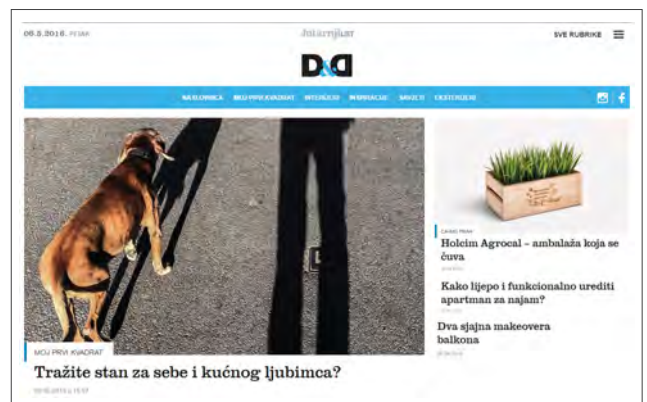 06.5.2016. PETAK
Jutarnji LIST
SVE RUBRIKE
D&D
NASLOVNICA MOJ PRVI KVADRAT INTERIJERI INSPIRACIJE SAVJETI EKSTERIJERI
Holcim Agrocal – ambalaža koja se
čuva
Kako lijepo i funkcionalno urediti
apartman za najam?
Dva sjajna makeovera
balkona
MOJ PRVI KVADRAT
Tražite stan za sebe i kućnog ljubimca?